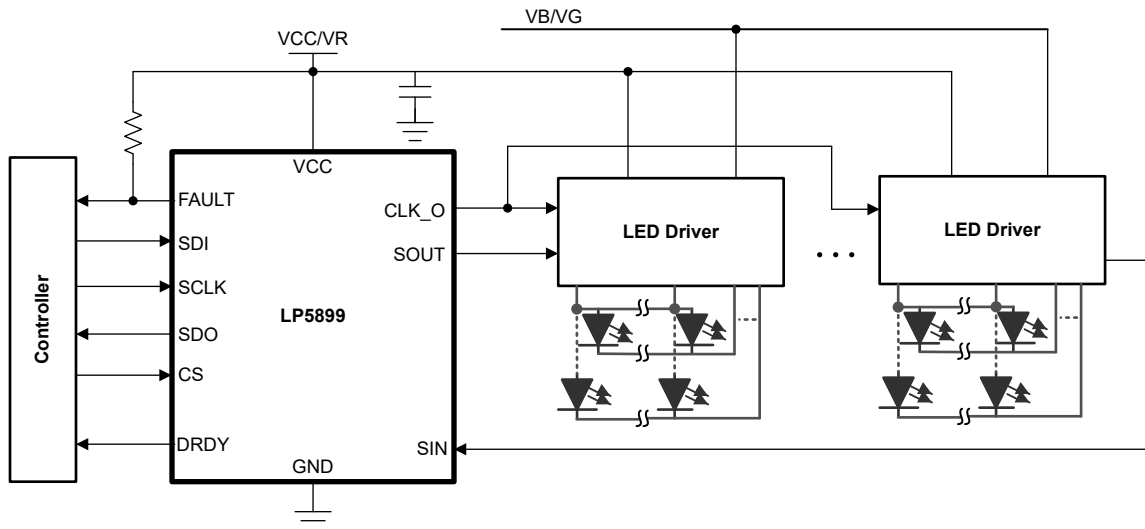 VB/VG
VCC/VR
Controller
VCC
FAULT
SDI
SCLK
SDO
CS
DRDY
LP5899
CLK_O
SOUT
SIN
GND
LED Driver
...
LED Driver